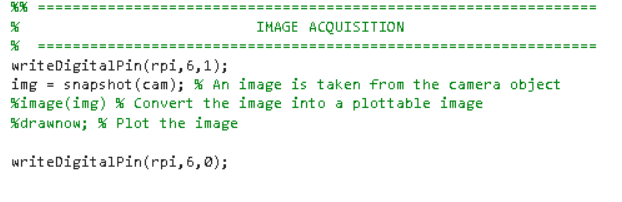 %% ================================================================
% IMAGE ACQUISITION
% ================================================================
writeDigitalPin(rpi,6,1);
img = snapshot(cam); % An image is taken from the camera object
%image(img) % Convert the image into a plottable image
%drawnow; % Plot the image
writeDigitalPin(rpi,6,0);